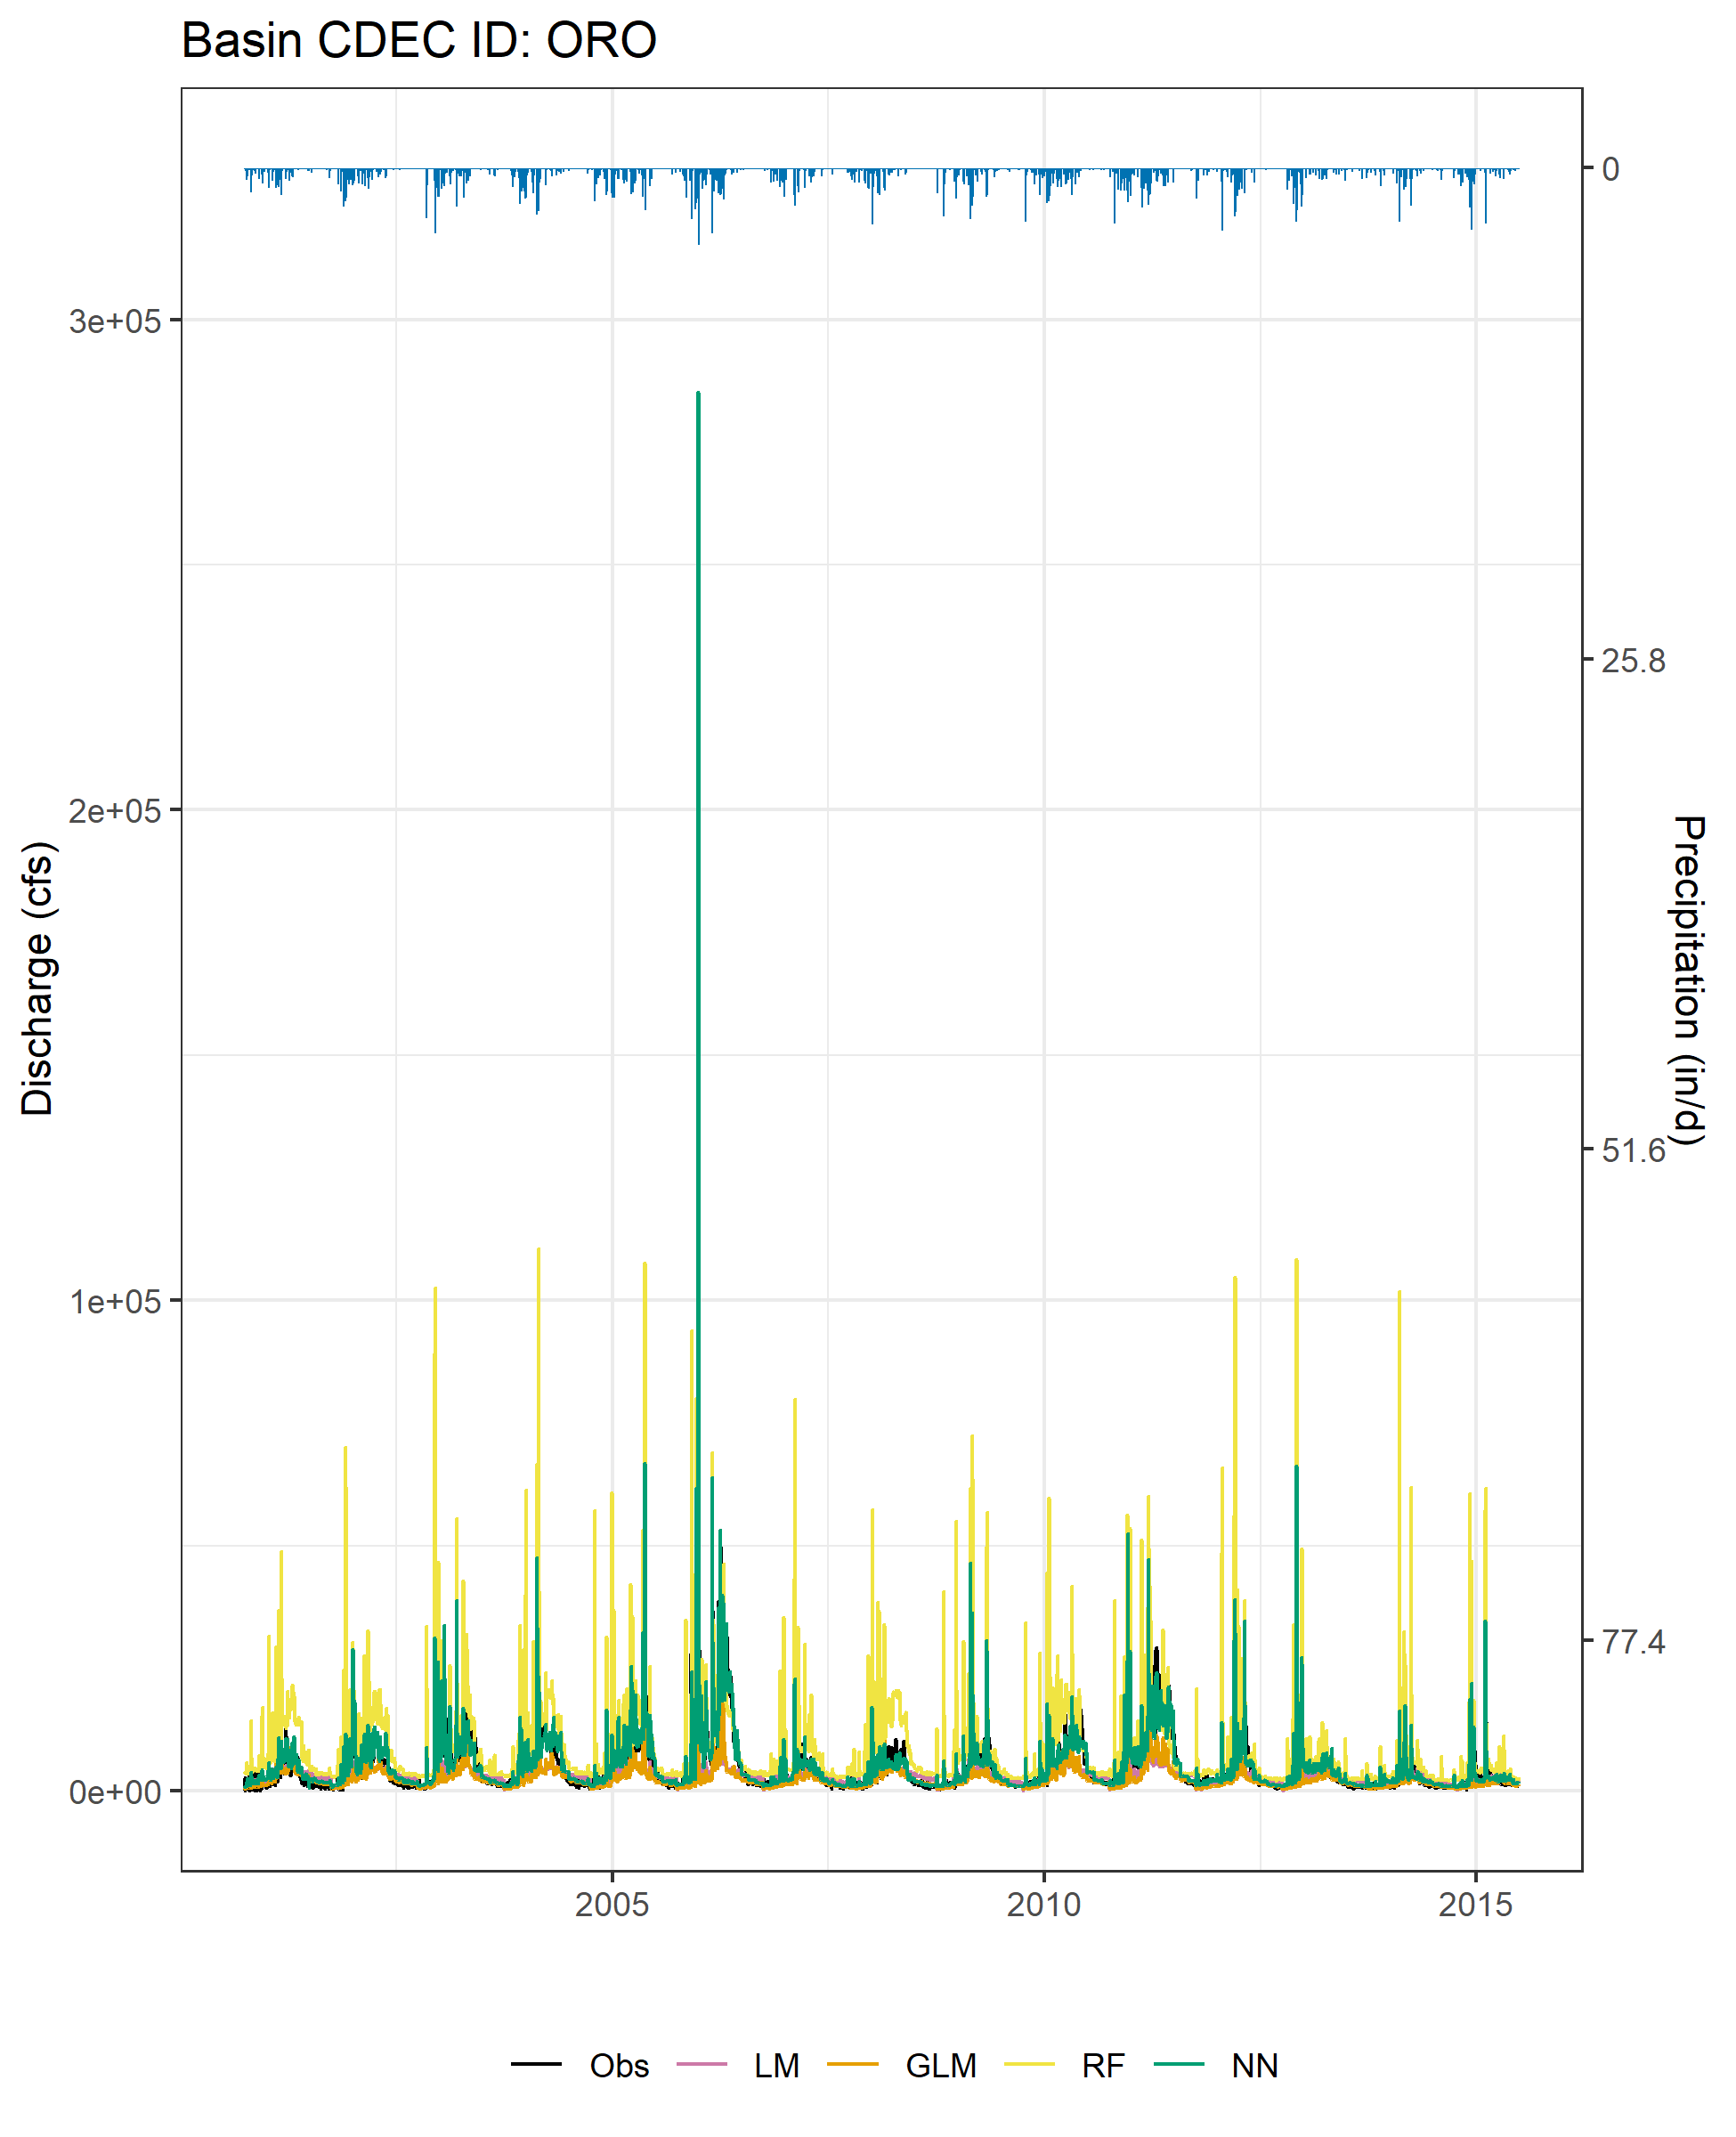 Basin CDEC ID: ORO
0
3e+05
25.8
2e+05
Discharge (cfs)
Precipitation (in/d)
51.6
1e+05
77.4
0e+00
2005 2010 2015
Obs LM GLM RF NN